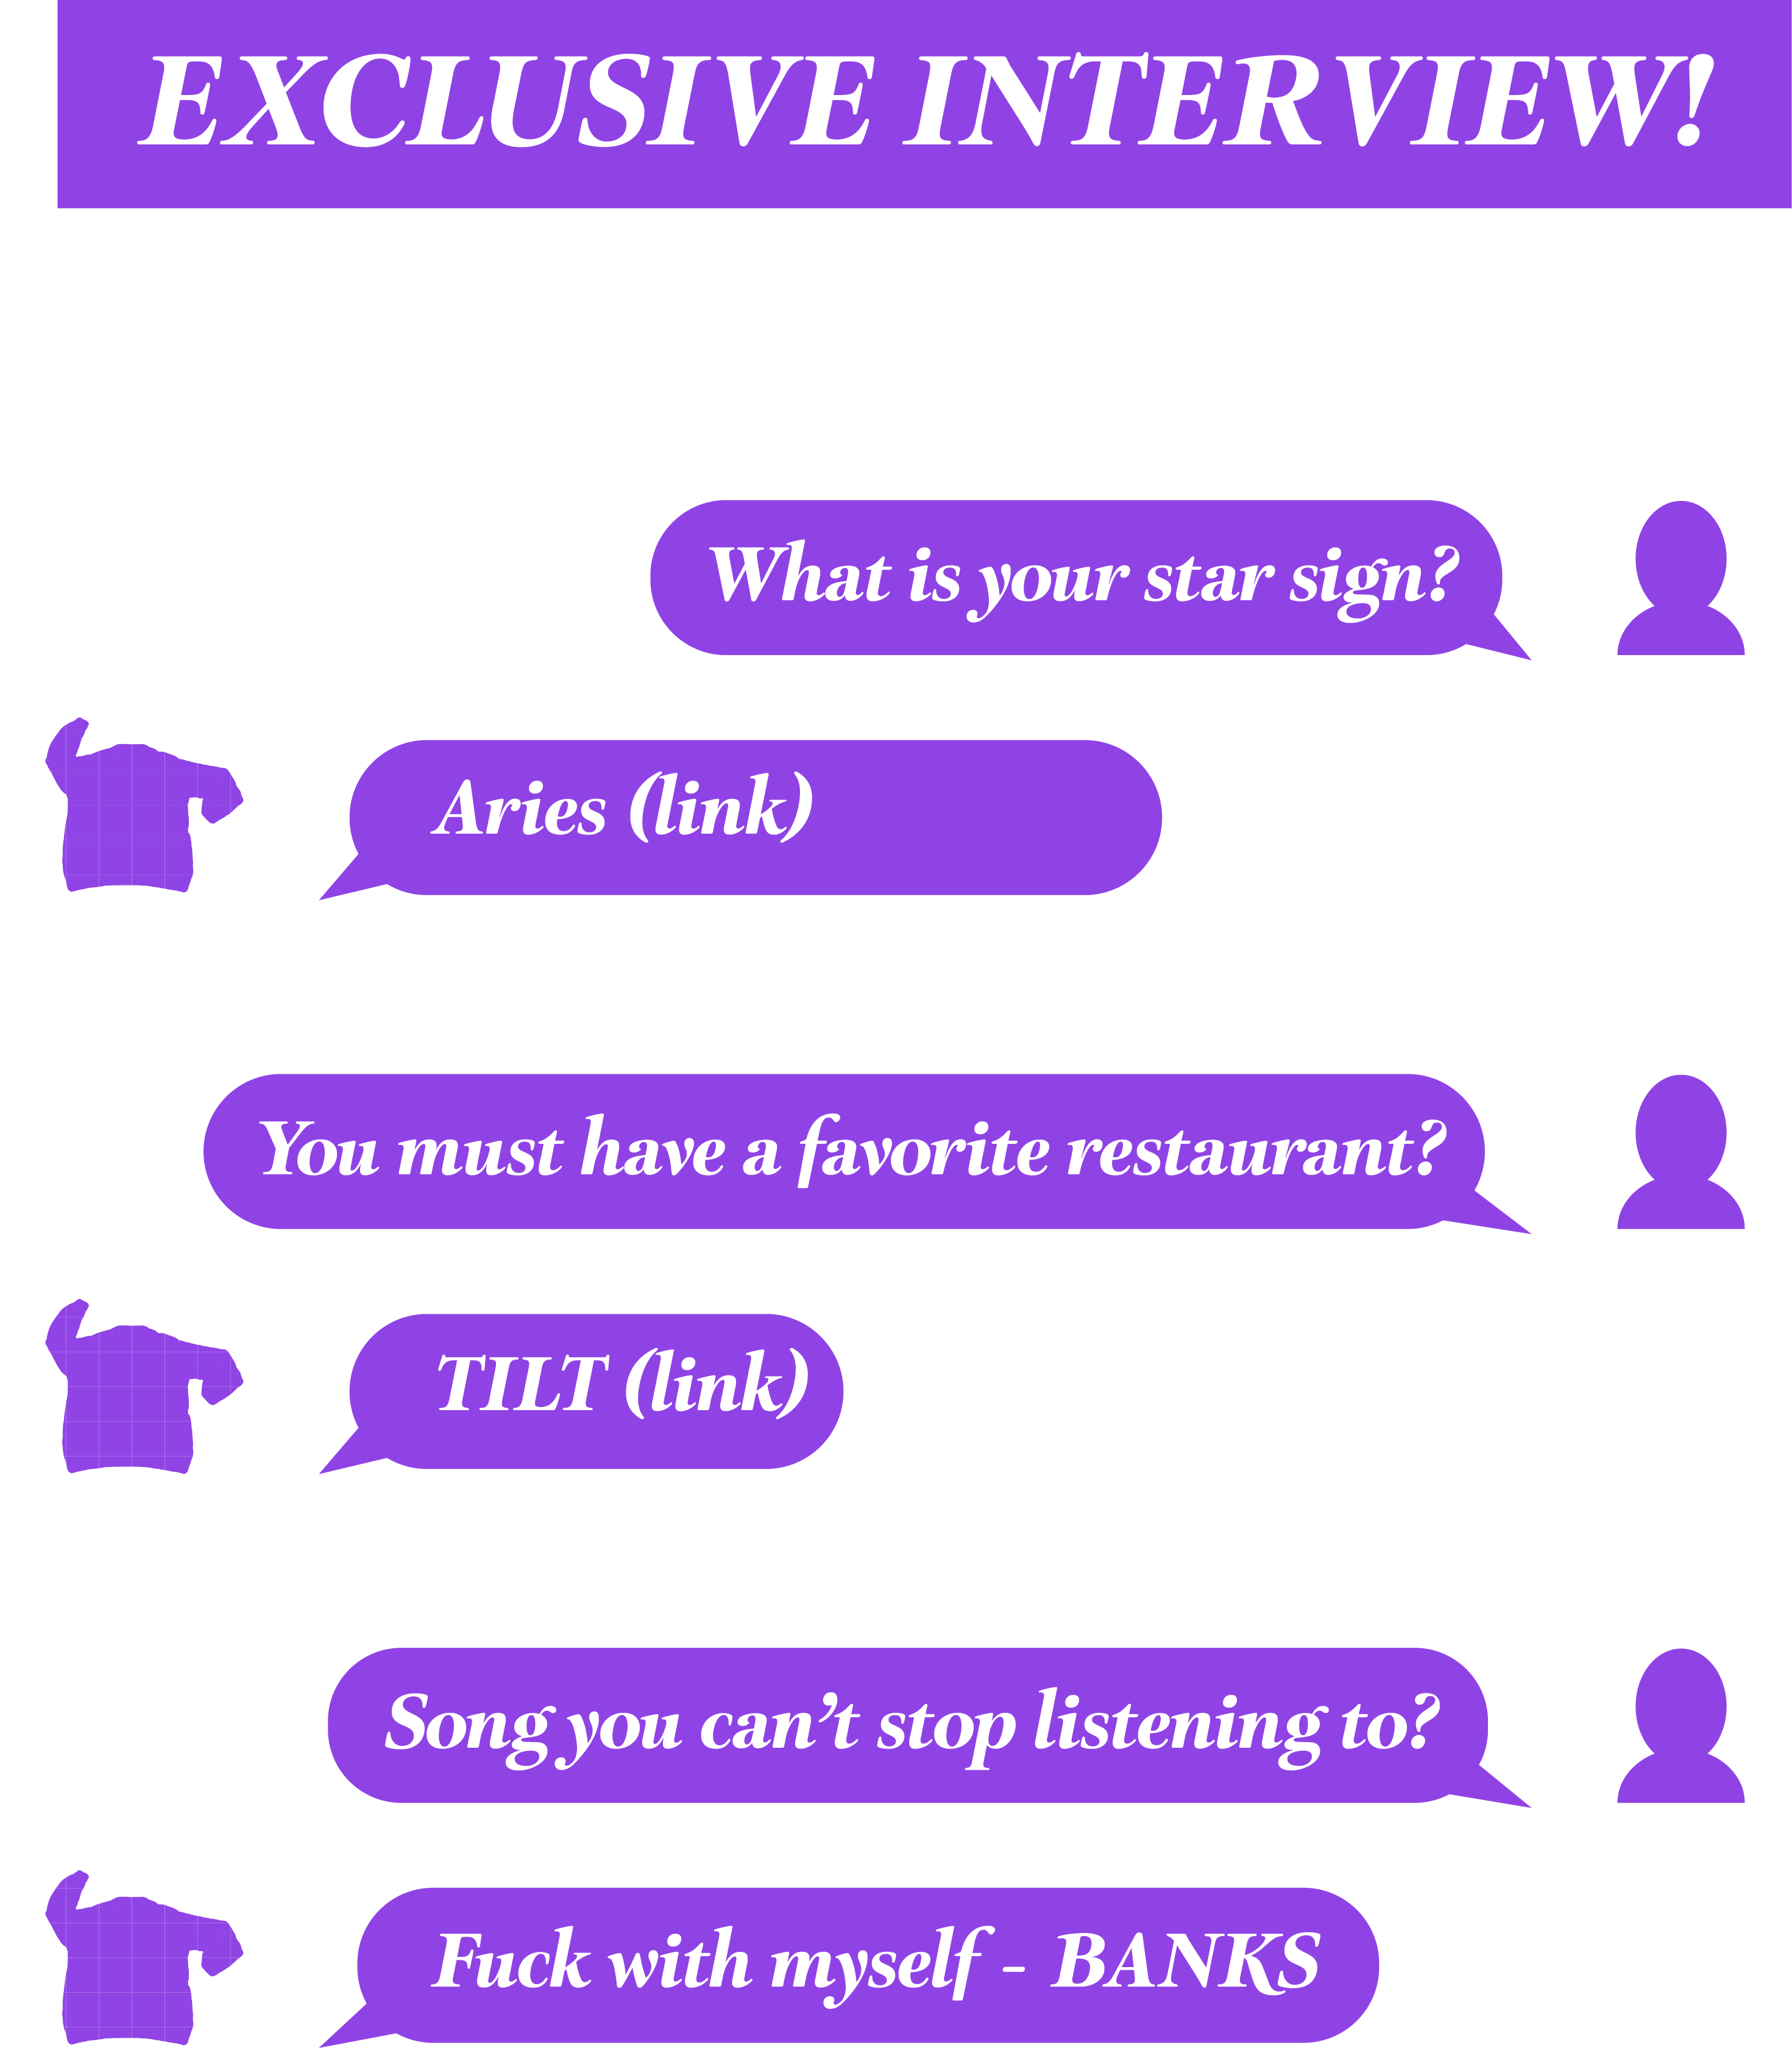 EXCLUSIVE INTERVIEW!
What is your star sign?
Aries (link)
You must have a favorite restaurant?
TILT (link)
Song you can’t stop listening to?
Fuck with myself - BANKS